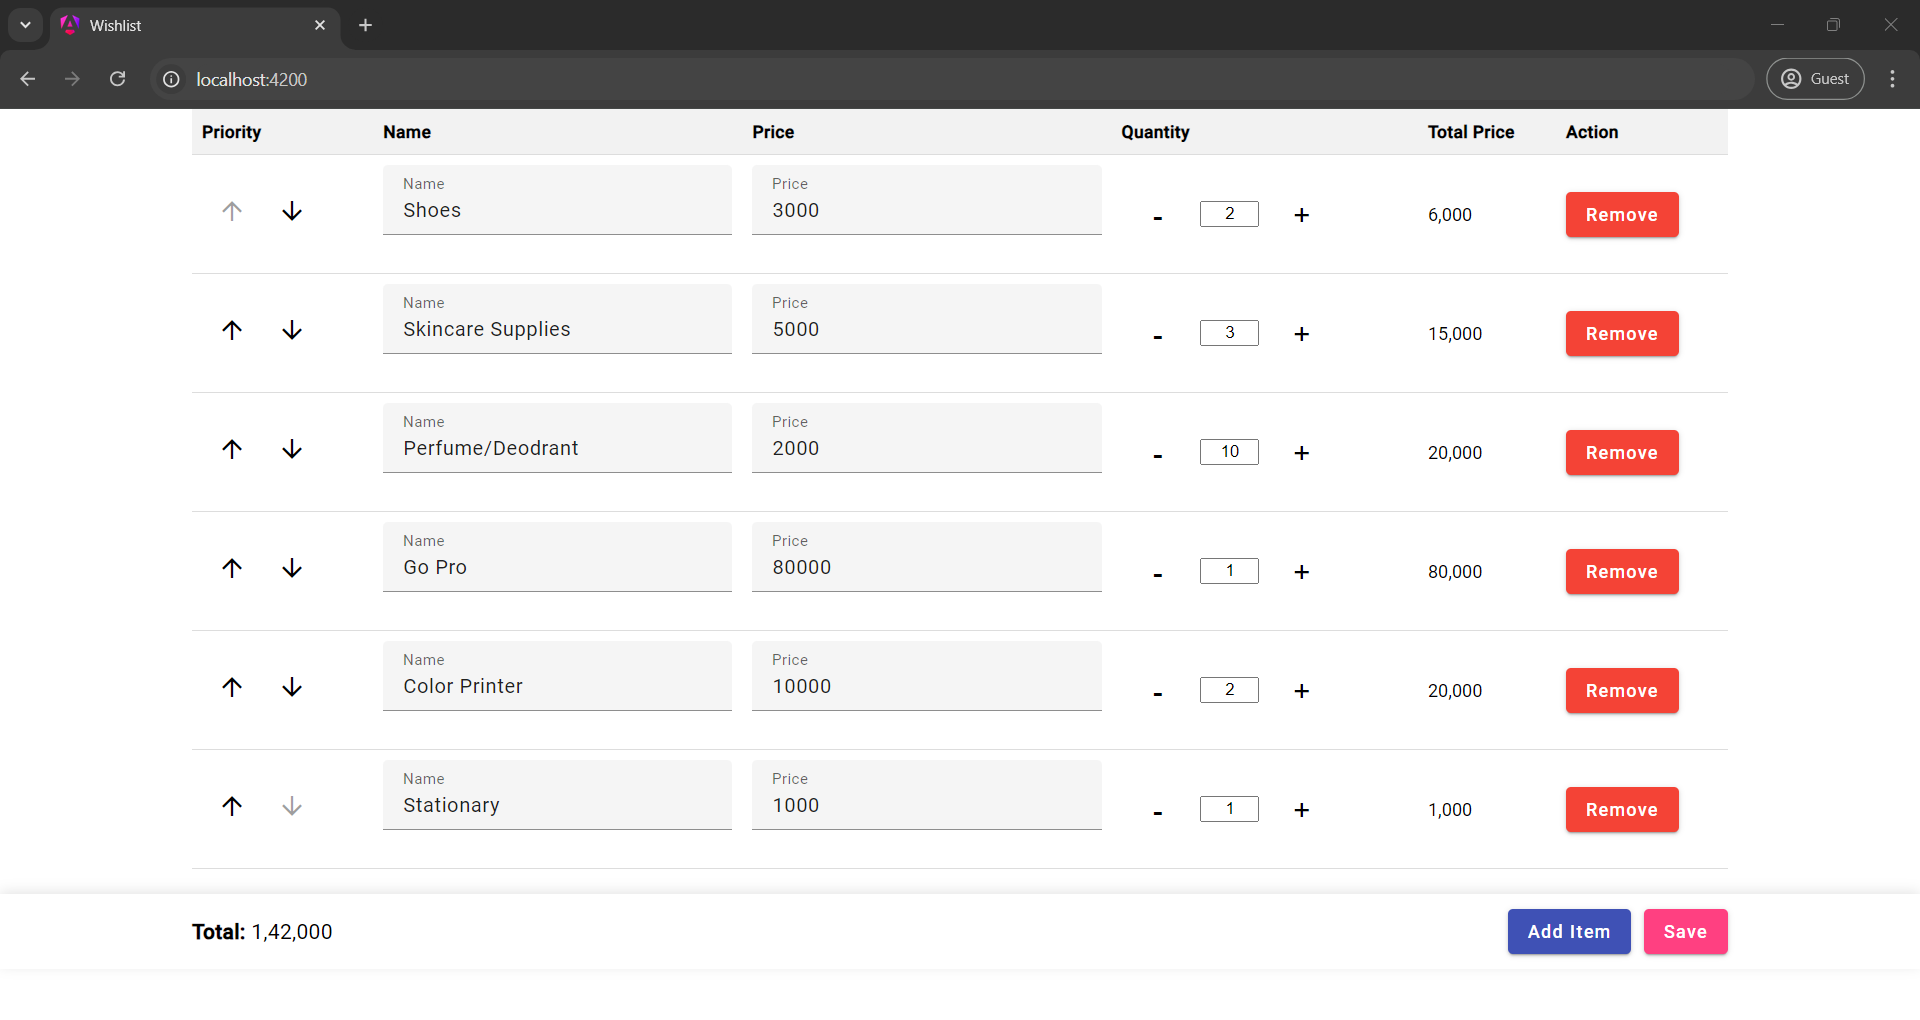 Wishlist
localhost:4200
Guest
Priority Name Price Quantity Total Price Action
Name Price
Shoes 3000 - 2 + 6,000 Remove
Name Price
Skincare Supplies 5000 - 3 + 15,000 Remove
Name Price
Perfume/Deodrant 2000 - 10 + 20,000 Remove
Name Price
Go Pro 80000 - 1 + 80,000 Remove
Name Price
Color Printer 10000 - 2 + 20,000 Remove
Name Price
Stationary 1000 - 1 + 1,000 Remove
Total: 1,42,000 Add Item Save